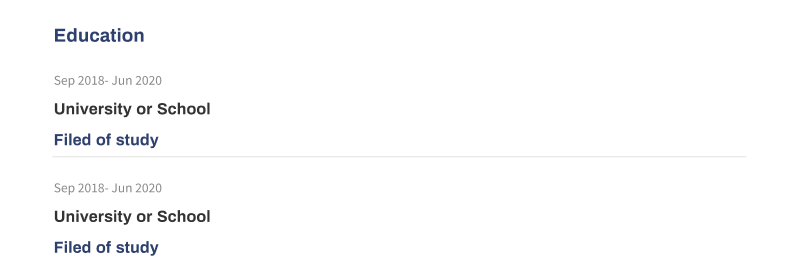 Education
Sep 2018- Jun 2020
University or School
Filed of study
Sep 2018- Jun 2020
University or School
Filed of study